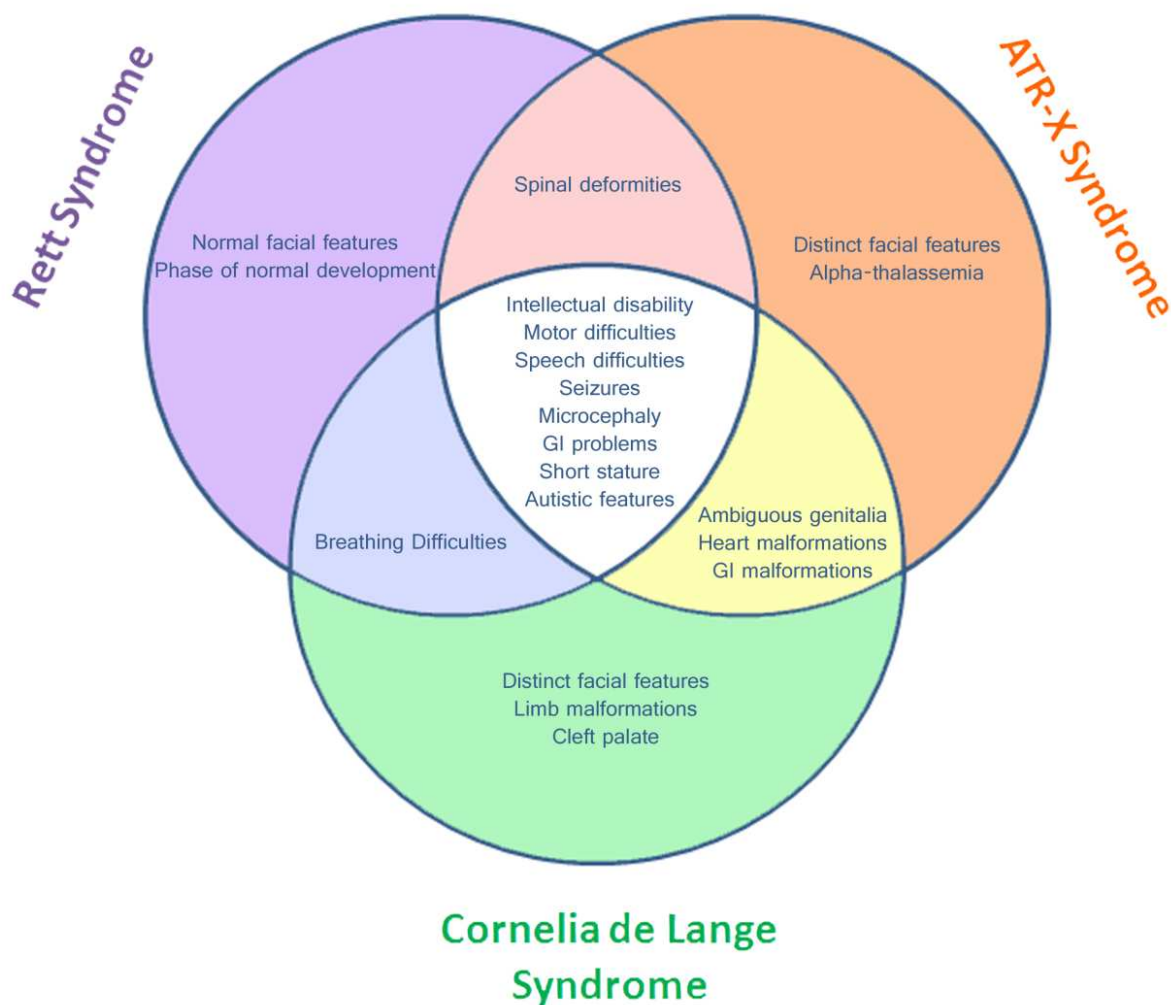 Rett Syndrome
ATR-X Syndrome
Spinal deformities
Normal facial features
Phase of normal development
Distinct facial features
Alpha-thalassemia
Intellectual disability
Motor difficulties
Speech difficulties
Seizures
Microcephaly
GI problems
Short stature
Autistic features
Breathing Difficulties
Ambiguous genitalia
Heart malformations
GI malformations
Distinct facial features
Limb malformations
Cleft palate
Cornelia de Lange
Syndrome